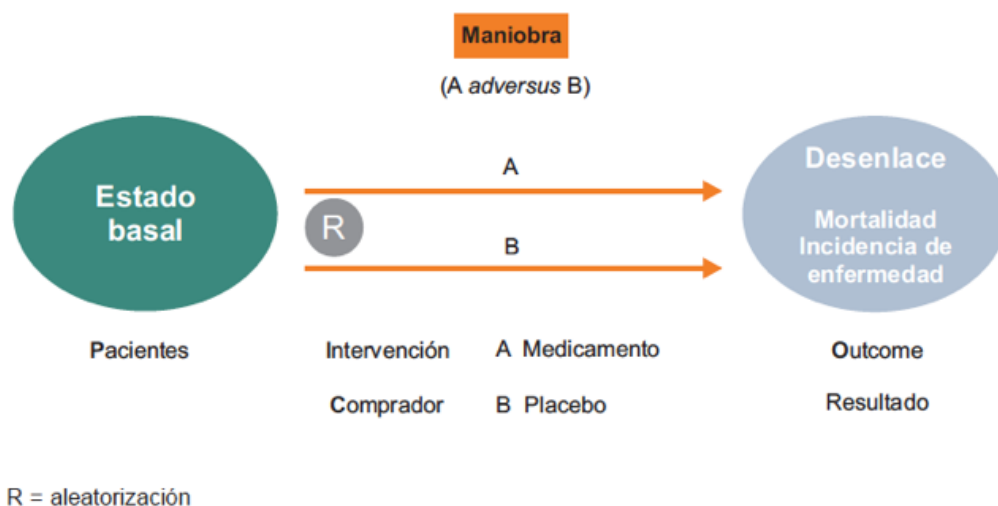 Maniobra
(A adversus B)
Estado
basal
A
R
B
Desenlace
Mortalidad
Incidencia de
enfermedad
Pacientes
Intervención
A Medicamento
Outcome
Comprador
B Placebo
Resultado
R = aleatorización